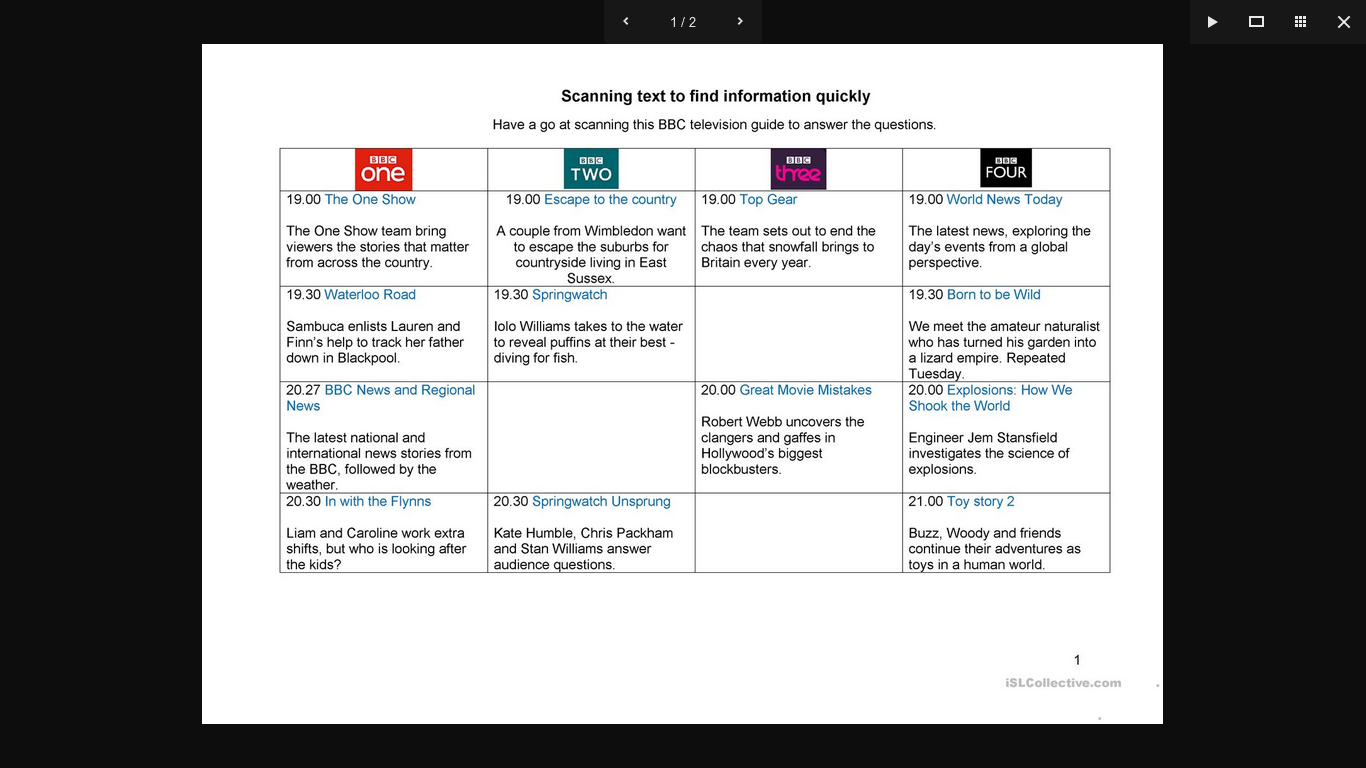 1 / 2
Scanning text to find information quickly
Have a go at scanning this BBC television guide to answer the questions.
BBC one
BBC TWO
BBC three
BBC FOUR
19.00 The One Show
The One Show team bring
viewers the stories that matter
from across the country.
19.00 Escape to the country
A couple from Wimbledon want
to escape the suburbs for
countryside living in East
Sussex.
19.00 Top Gear
The team sets out to end the
chaos that snowfall brings to
Britain every year.
19.00 World News Today
The latest news, exploring the
day’s events from a global
perspective.
19.30 Waterloo Road
Sambuca enlists Lauren and
Finn’s help to track her father
down in Blackpool.
19.30 Springwatch
Iolo Williams takes to the water
to reveal puffins at their best -
diving for fish.
19.30 Born to be Wild
We meet the amateur naturalist
who has turned his garden into
a lizard empire. Repeated
Tuesday.
20.27 BBC News and Regional
News
The latest national and
international news stories from
the BBC, followed by the
weather.
20.00 Great Movie Mistakes
Robert Webb uncovers the
clangers and gaffes in
Hollywood’s biggest
blockbusters.
20.00 Explosions: How We
Shook the World
Engineer Jem Stansfield
investigates the science of
explosions.
20.30 In with the Flynns
Liam and Caroline work extra
shifts, but who is looking after
the kids?
20.30 Springwatch Unsprung
Kate Humble, Chris Packham
and Stan Williams answer
audience questions.
21.00 Toy story 2
Buzz, Woody and friends
continue their adventures as
toys in a human world.
1
iSLCollective.com